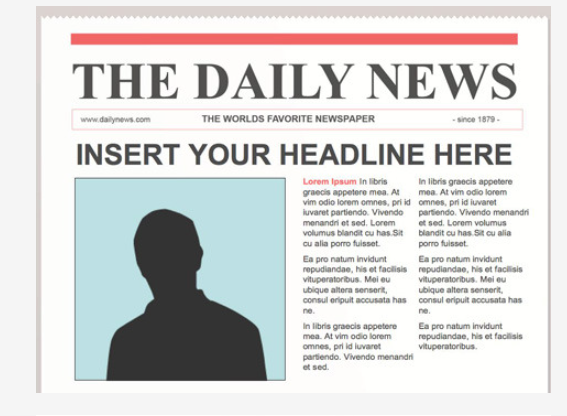 THE DAILY NEWS
www.dailynews.com THE WORLDS FAVORITE NEWSPAPER - since 1879 -
INSERT YOUR HEADLINE HERE
Lorem Ipsum In libris
graecis appetere mea. At
vim odio lorem omnes, pri id
iuvaret partiendo. Vivendo
menandri et sed. Lorem
volumus blandit cu has.Sit
cu alia porro fuisset.
Ea pro natum invidunt
repudiandae, his et facilisis
vituperatoribus. Mei eu
ubique altera senserit,
consul eripuit accusata has
ne.
In libris graecis appetere
mea. At vim odio lorem
omnes, pri id iuvaret
partiendo. Vivendo menandri
et sed.
In libris graecis appetere
mea. At vim odio lorem
omnes, pri id iuvaret
partiendo. Vivendo menandri
et sed. Lorem volumus
blandit cu has.Sit cu alia
porro fuisset.
Ea pro natum invidunt
repudiandae, his et facilisis
vituperatoribus. Mei eu
ubique altera senserit,
consul eripuit accusata has
ne.
Ea pro natum invidunt
repudiandae, his et facilisis
vituperatoribus.